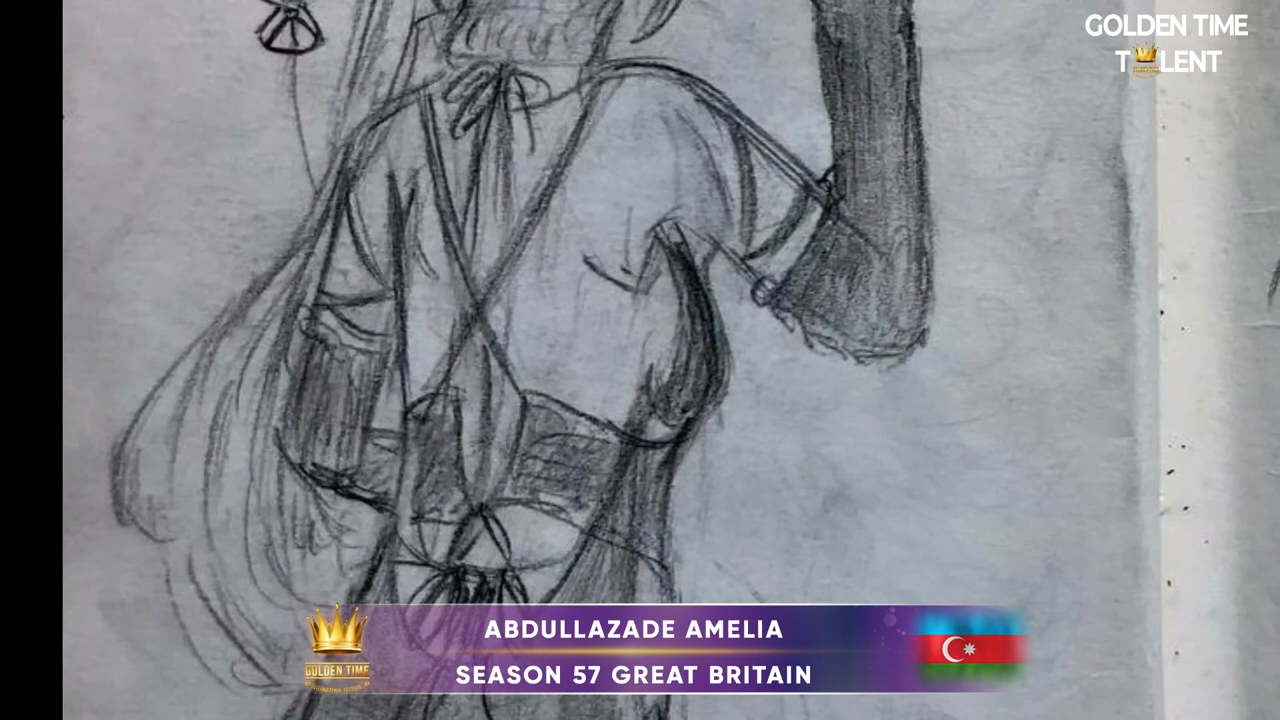 GOLDEN TIME
TALENT
ABDULLAZADE AMELIA
SEASON 57 GREAT BRITAIN
GOLDEN TIME